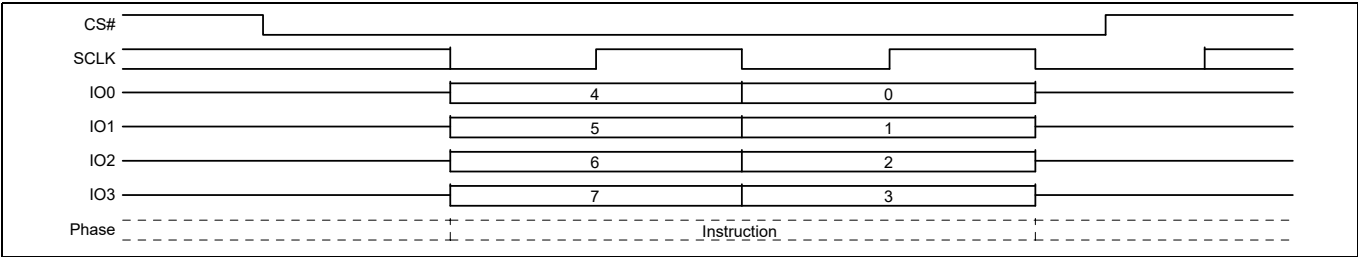 CS#
SCLK
IO0 4 0
IO1 5 1
IO2 6 2
IO3 7 3
Phase Instruction